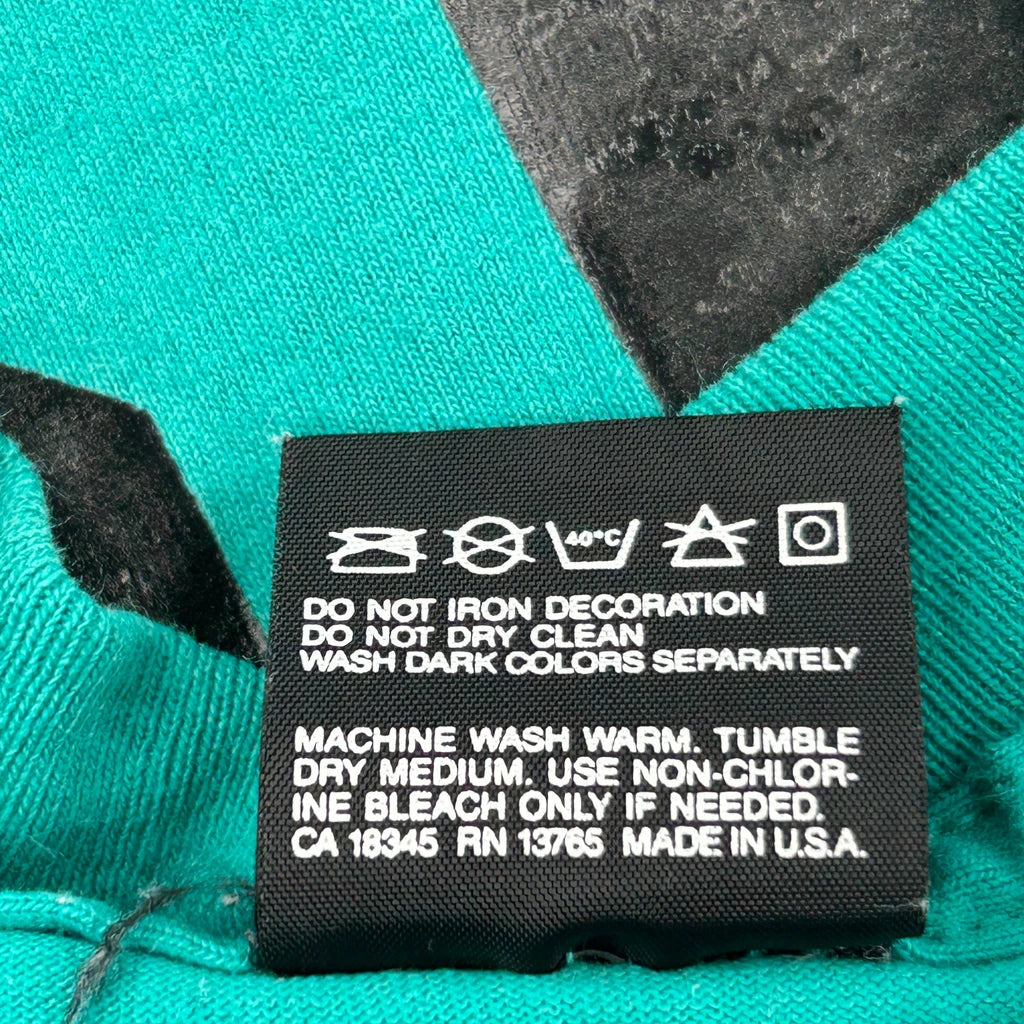 40°C
DO NOT IRON DECORATION
DO NOT DRY CLEAN
WASH DARK COLORS SEPARATELY
MACHINE WASH WARM. TUMBLE
DRY MEDIUM. USE NON-CHLOR-
INE BLEACH ONLY IF NEEDED.
CA 18345 RN 13765 MADE IN U.S.A.